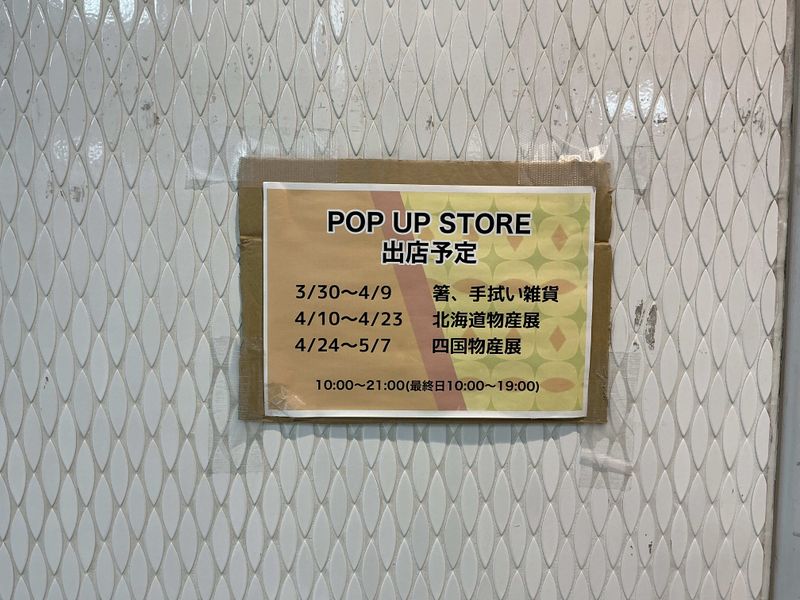 POP UP STORE
出店予定
3/30〜4/9 箸、手拭い雑貨
4/10〜4/23 北海道物産展
4/24〜5/7 四国物産展
10:00〜21:00(最終日10:00〜19:00)